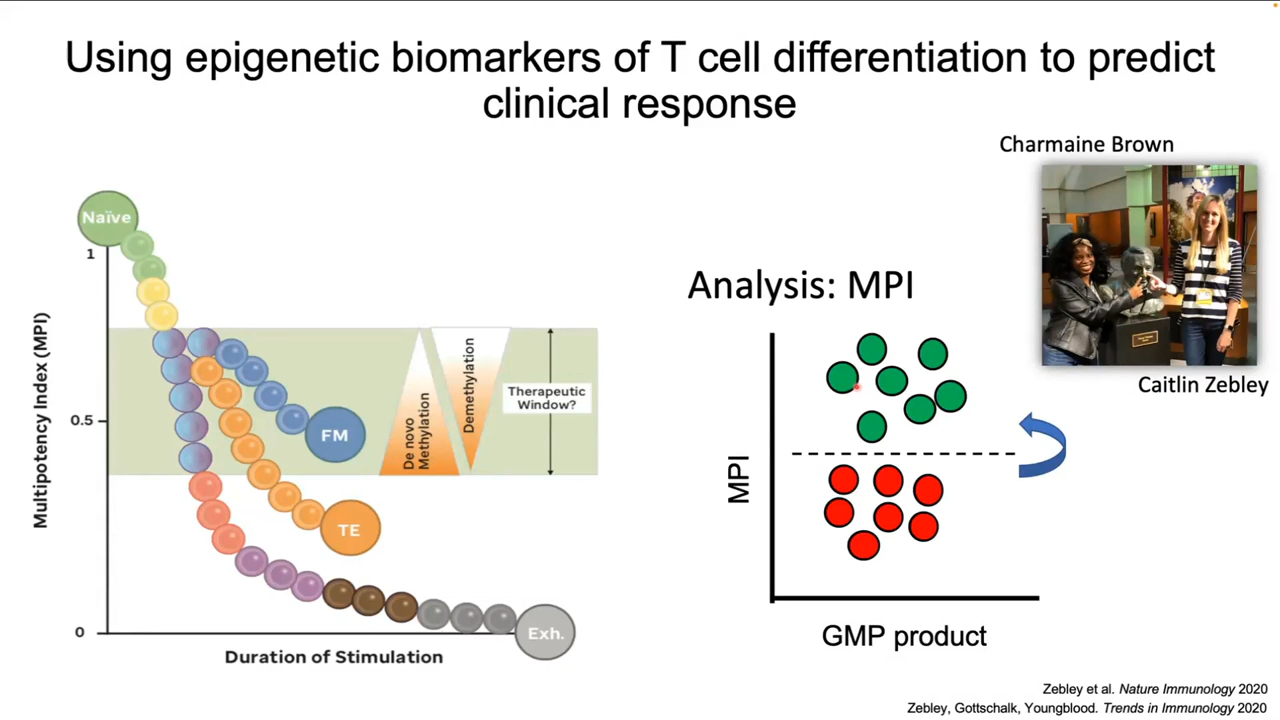 Using epigenetic biomarkers of T cell differentiation to predict
clinical response
Charmaine Brown
Caitlin Zebley
Naïve
1
0.5
0
Multipotency Index (MPI)
FM
TE
Exh.
De novo
Methylation
Demethylation
Therapeutic
Window?
Duration of Stimulation
Analysis: MPI
MPI
GMP product
Zebley et al. Nature Immunology 2020
Zebley, Gottschalk, Youngblood. Trends in Immunology 2020